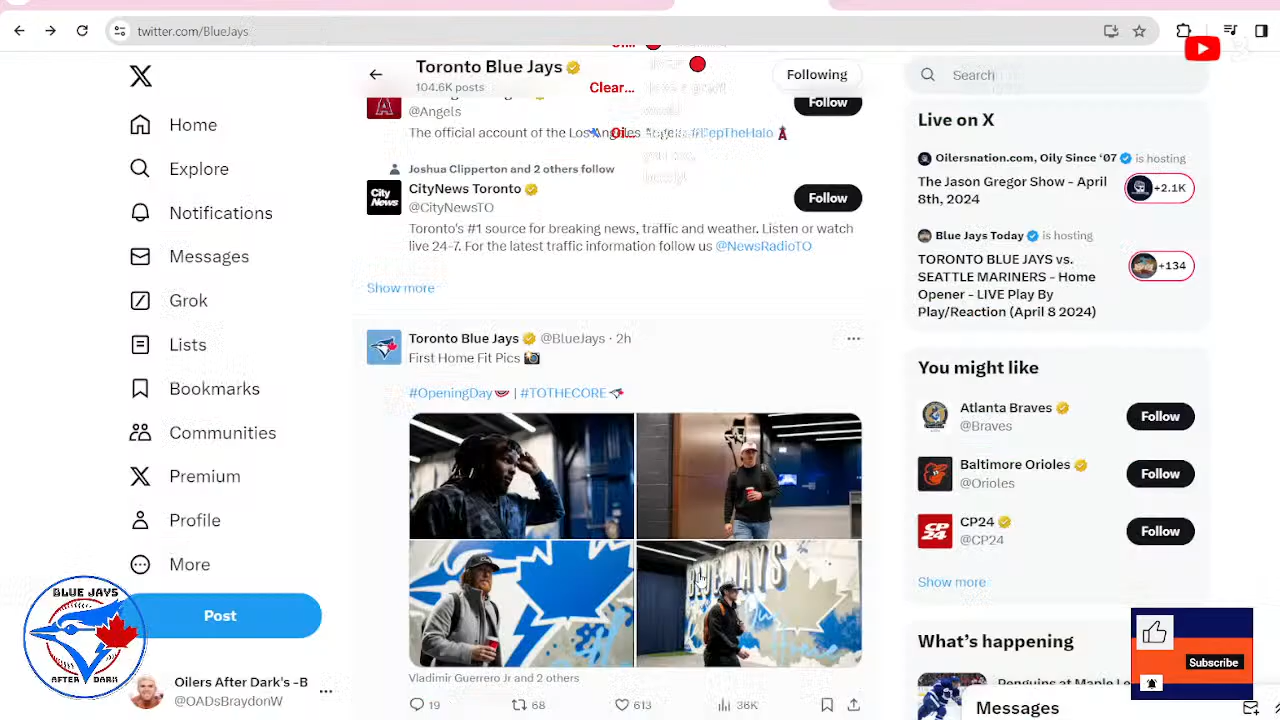 twitter.com/BlueJays
Toronto Blue Jays
104.6K posts
Following
Search
Clear...
@Angels
Follow
The official account of the Los Angeles Angels. #RepTheHalo
Joshua Clipperton and 2 others follow
CityNews Toronto
@CityNewsTO
Follow
Toronto's #1 source for breaking news, traffic and weather. Listen or watch
live 24-7. For the latest traffic information follow us @NewsRadioTO
Show more
Home
Explore
Notifications
Messages
Grok
Lists
Bookmarks
Communities
Premium
Profile
More
Post
Oilers After Dark's -B
@OADsBraydonW
BLUE JAYS
AFTER DARK
City
News
Toronto Blue Jays @BlueJays · 2h
First Home Fit Pics
#OpeningDay | #TOTHECORE
BLUE JAYS
Vladimir Guerrero Jr and 2 others
19
68
613
36K
Live on X
Oilersnation.com, Oily Since '07 is hosting
The Jason Gregor Show - April
8th, 2024
+2.1K
Blue Jays Today is hosting
TORONTO BLUE JAYS vs.
SEATTLE MARINERS - Home
Opener - LIVE Play By
Play/Reaction (April 8 2024)
+134
You might like
Atlanta Braves
@Braves
Follow
Baltimore Orioles
@Orioles
Follow
CP24
CP24
@CP24
Follow
Show more
What's happening
Penguins at Maple Le
Messages
Subscribe